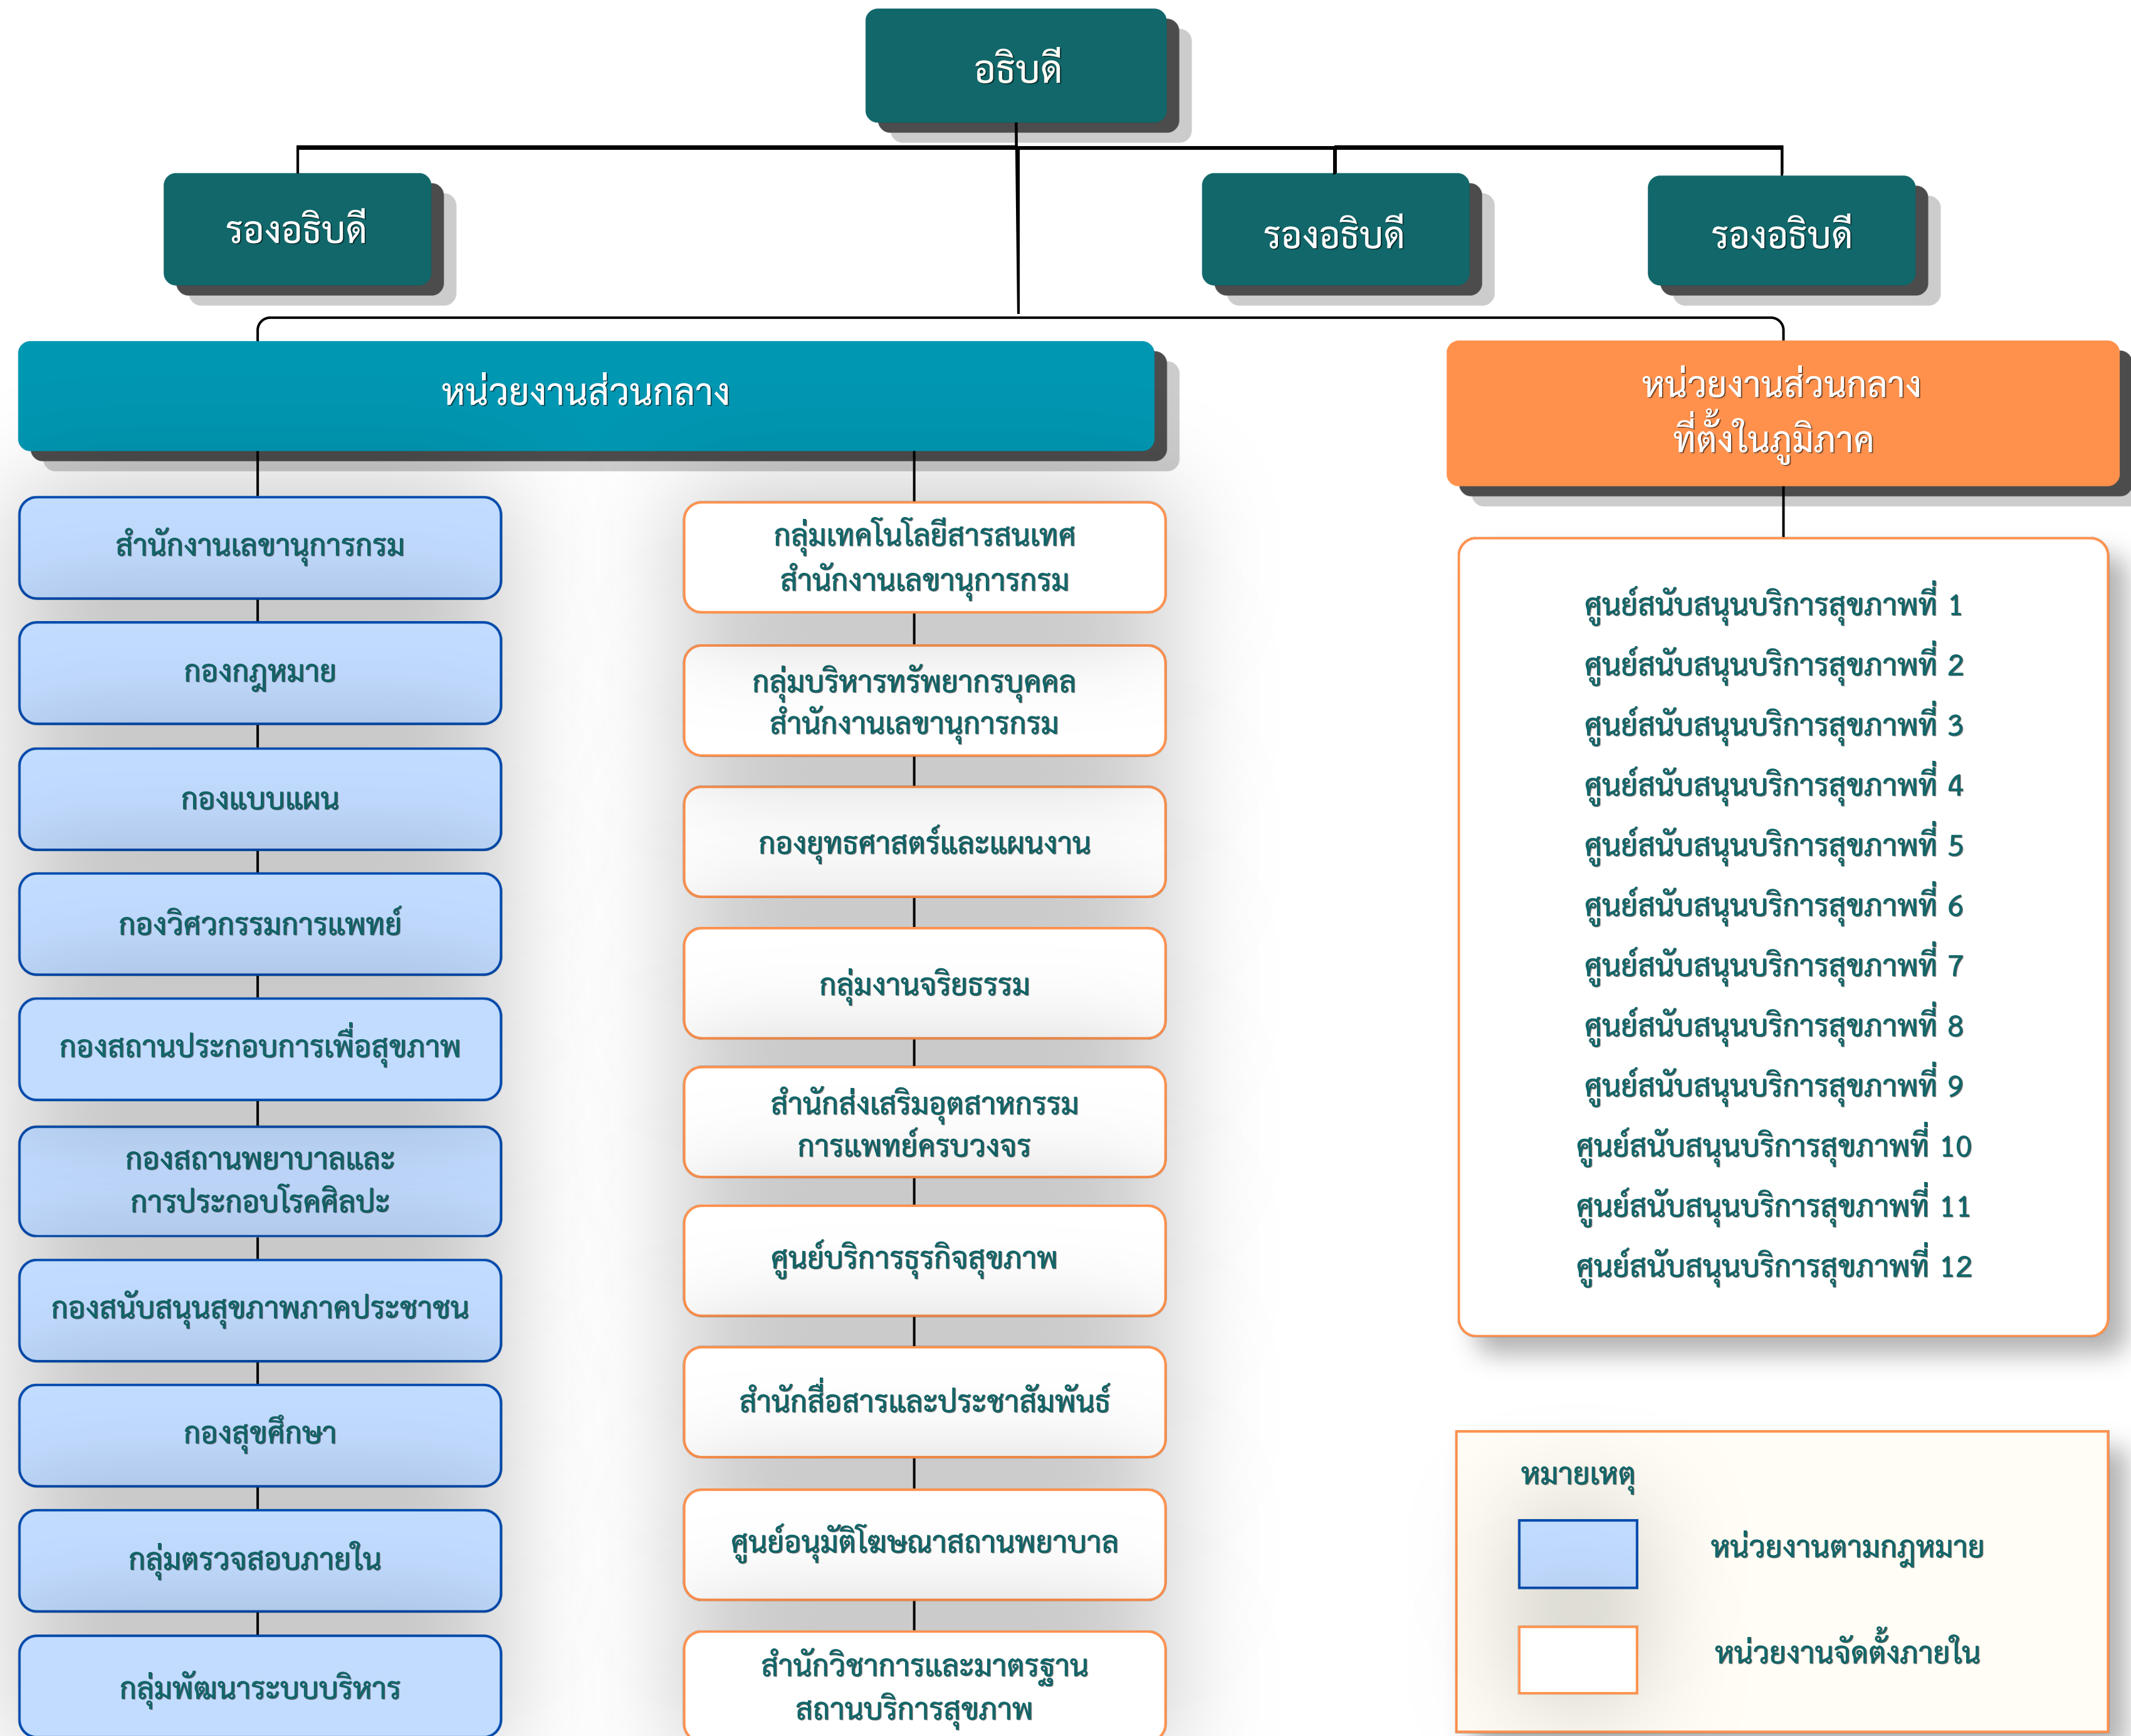 อธิบดี
รองอธิบดี
รองอธิบดี
รองอธิบดี
หน่วยงานส่วนกลาง
สำนักงานเลขานุการกรม
กองกฎหมาย
กองแบบแผน
กองวิศวกรรมการแพทย์
กองสถานประกอบการเพื่อสุขภาพ
กองสถานพยาบาลและ
การประกอบโรคศิลปะ
กองสนับสนุนสุขภาพภาคประชาชน
กองสุขศึกษา
กลุ่มตรวจสอบภายใน
กลุ่มพัฒนาระบบบริหาร
กลุ่มเทคโนโลยีสารสนเทศ
สำนักงานเลขานุการกรม
กลุ่มบริหารทรัพยากรบุคคล
สำนักงานเลขานุการกรม
กองยุทธศาสตร์และแผนงาน
กลุ่มงานจริยธรรม
สำนักส่งเสริมอุตสาหกรรม
การแพทย์ครบวงจร
ศูนย์บริการธุรกิจสุขภาพ
สำนักสื่อสารและประชาสัมพันธ์
ศูนย์อนุมัติโฆษณาสถานพยาบาล
สำนักวิชาการและมาตรฐาน
สถานบริการสุขภาพ
หน่วยงานส่วนกลาง
ที่ตั้งในภูมิภาค
ศูนย์สนับสนุนบริการสุขภาพที่ 1
ศูนย์สนับสนุนบริการสุขภาพที่ 2
ศูนย์สนับสนุนบริการสุขภาพที่ 3
ศูนย์สนับสนุนบริการสุขภาพที่ 4
ศูนย์สนับสนุนบริการสุขภาพที่ 5
ศูนย์สนับสนุนบริการสุขภาพที่ 6
ศูนย์สนับสนุนบริการสุขภาพที่ 7
ศูนย์สนับสนุนบริการสุขภาพที่ 8
ศูนย์สนับสนุนบริการสุขภาพที่ 9
ศูนย์สนับสนุนบริการสุขภาพที่ 10
ศูนย์สนับสนุนบริการสุขภาพที่ 11
ศูนย์สนับสนุนบริการสุขภาพที่ 12
หมายเหตุ
หน่วยงานตามกฎหมาย
หน่วยงานจัดตั้งภายใน